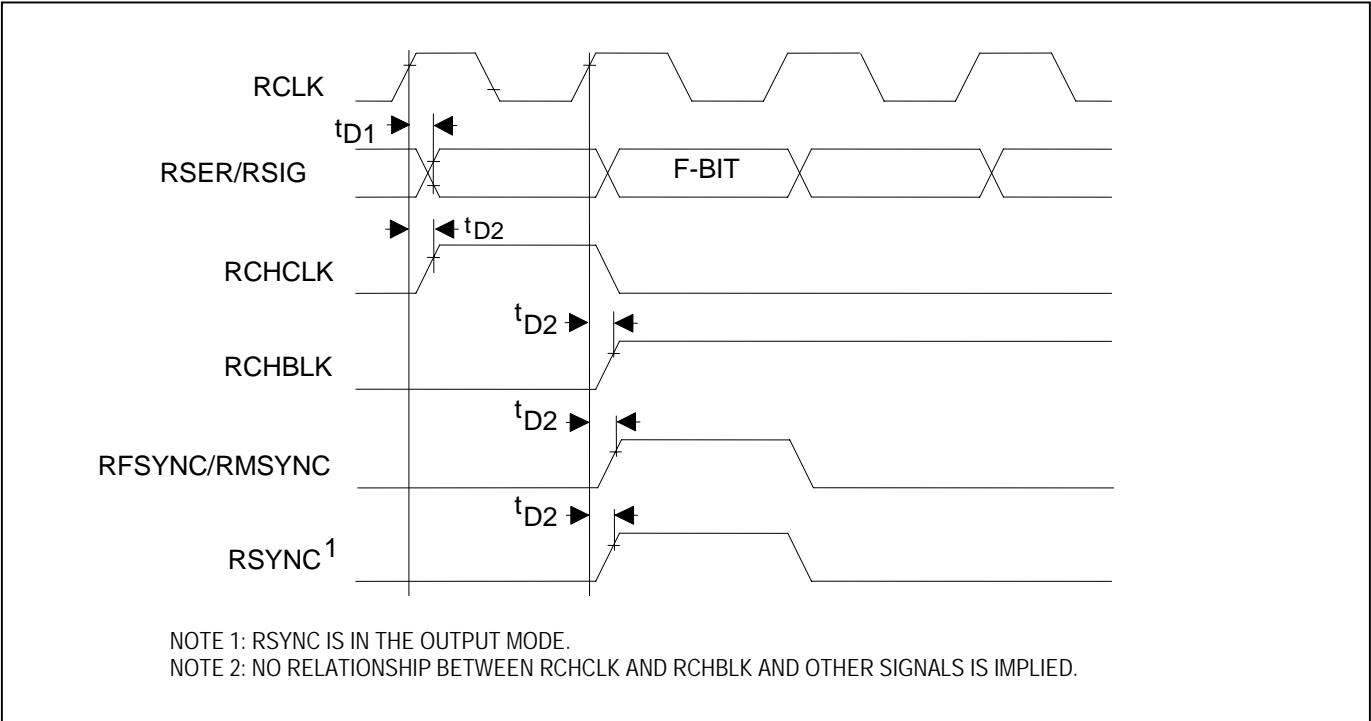 RCLK
tD1
RSER/RSIG
F-BIT
tD2
RCHCLK
tD2
RCHBLK
tD2
RFSYNC/RMSYNC
tD2
RSYNC1
NOTE 1: RSYNC IS IN THE OUTPUT MODE.
NOTE 2: NO RELATIONSHIP BETWEEN RCHCLK AND RCHBLK AND OTHER SIGNALS IS IMPLIED.